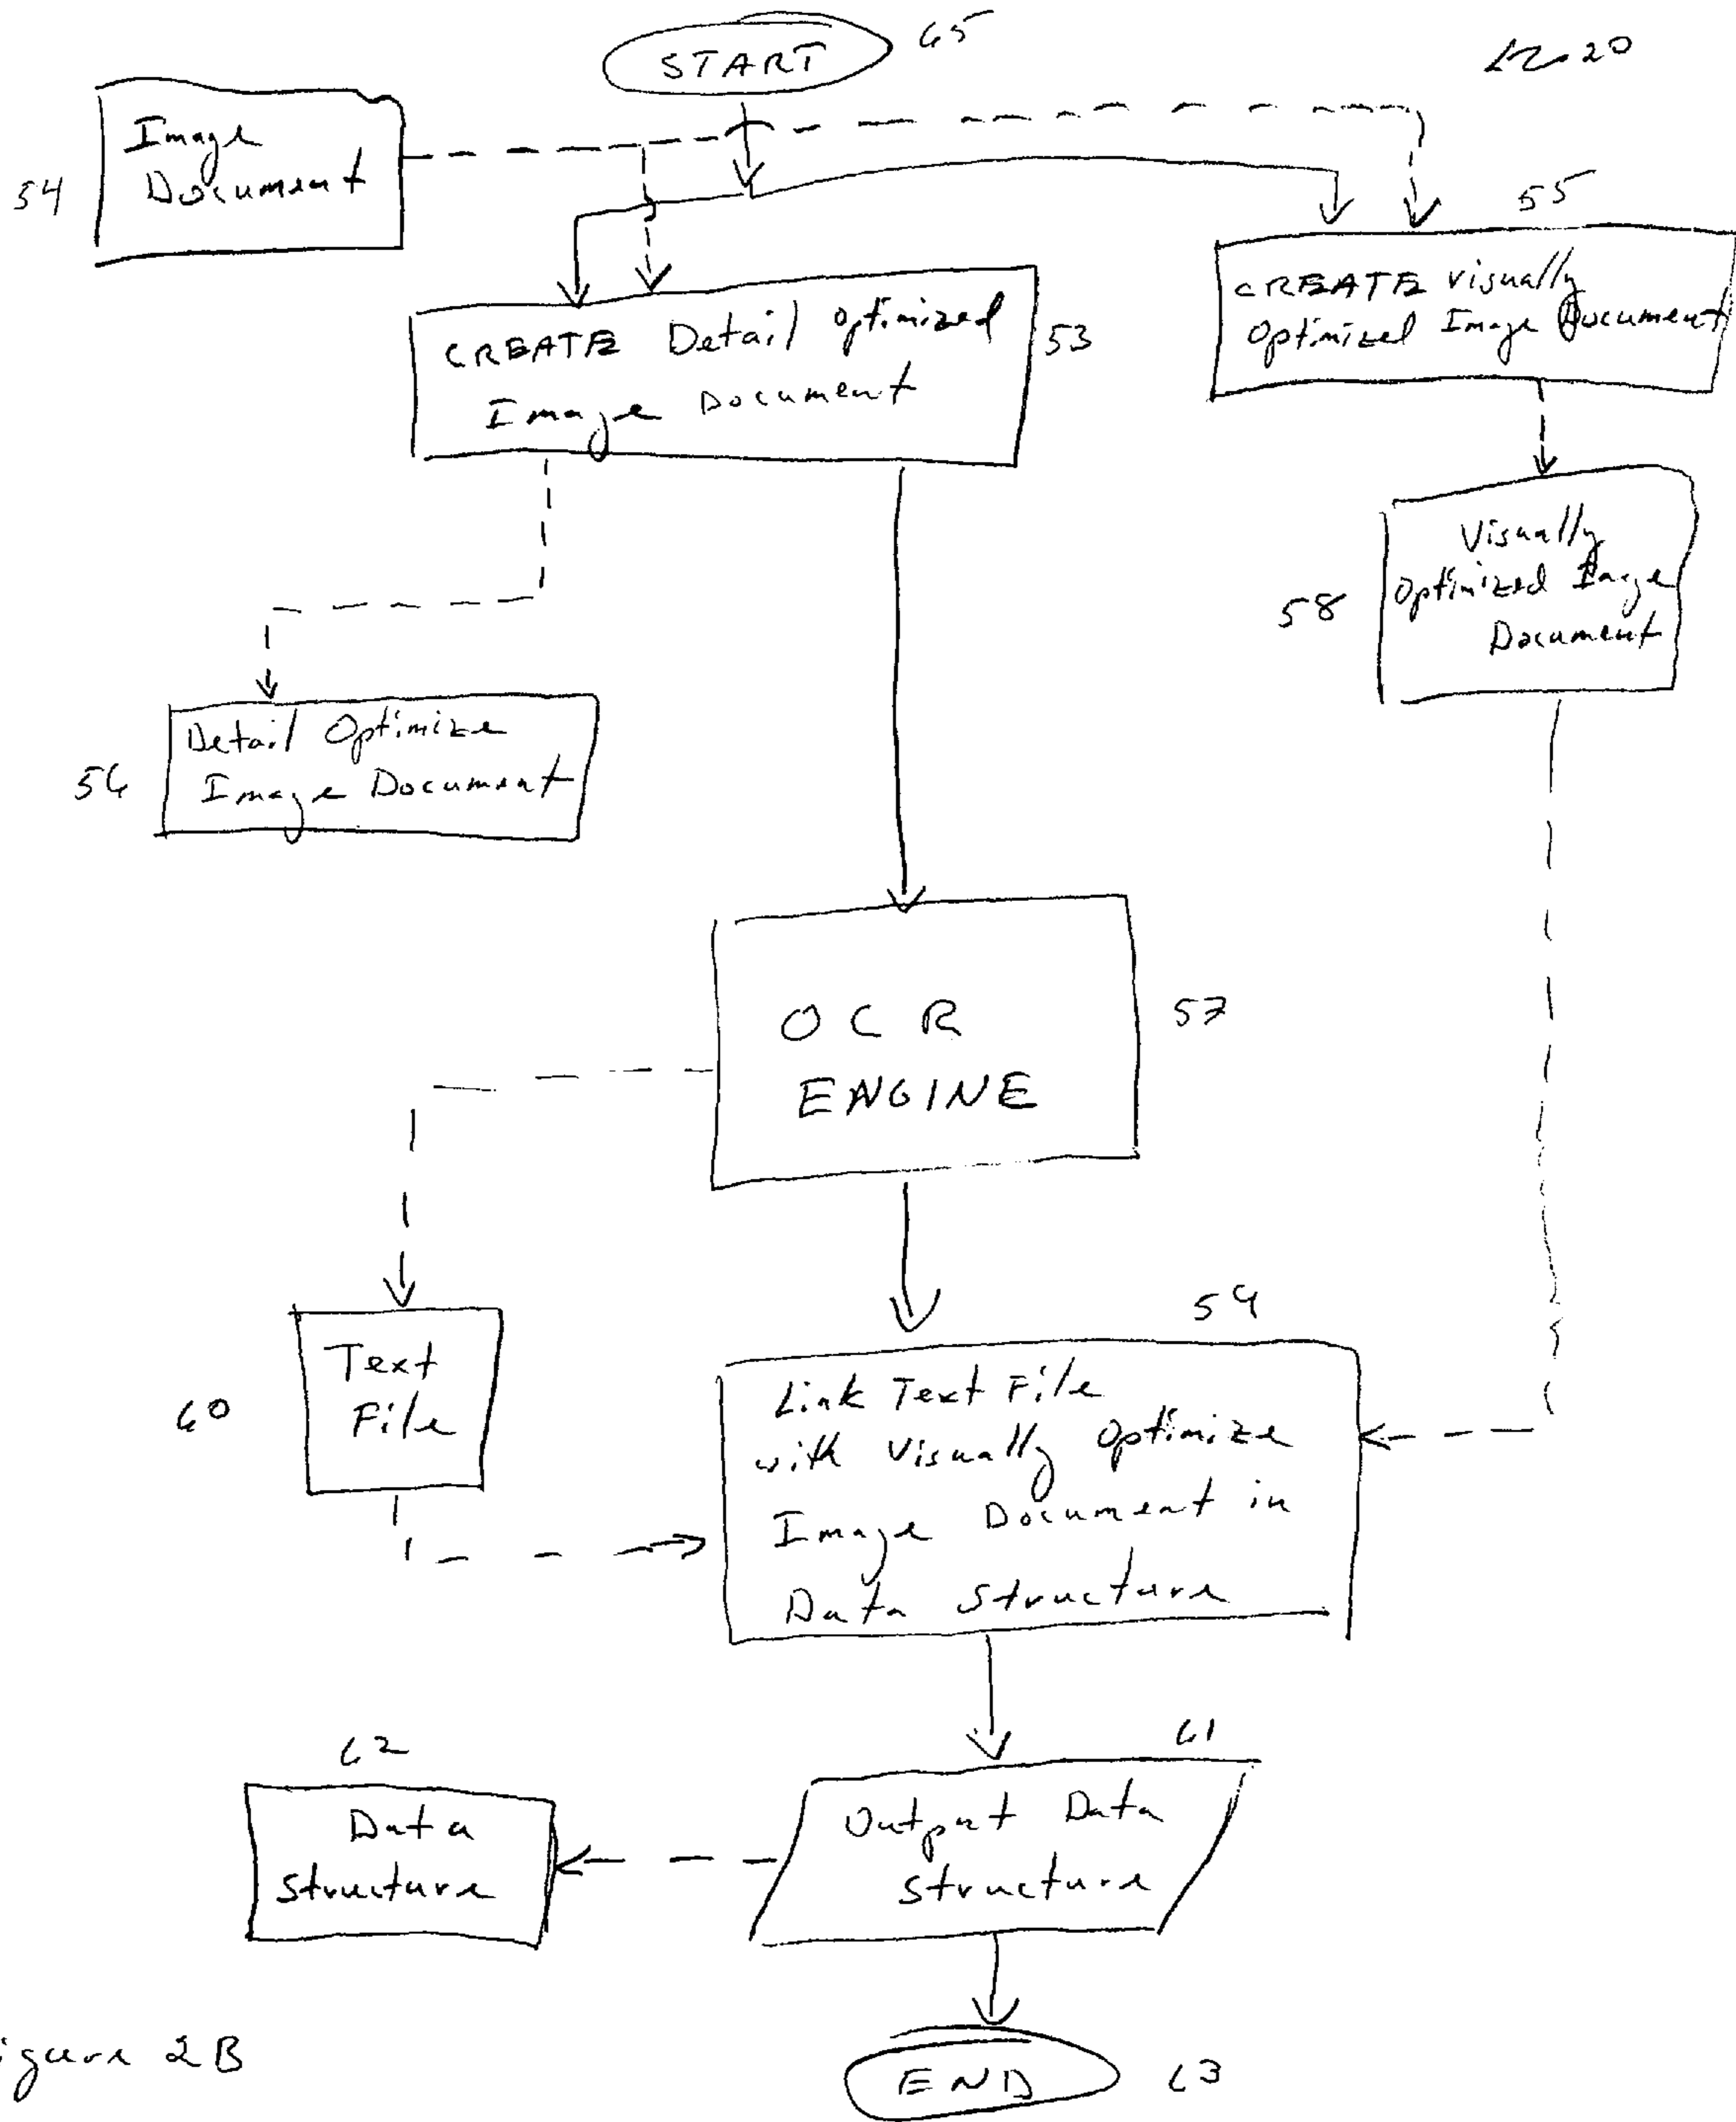 START
65
20
Image
Document
54
55
CREATE Visually
Optimized Image Document
CREATE Detail Optimized
Image Document
53
Visually
Optimized Image
Document
58
Detail Optimize
Image Document
56
OCR
ENGINE
57
Text
File
60
59
Link Text File
with Visually Optimize
Image Document in
Data Structure
62
Data
Structure
61
Output Data
Structure
END
63
igure 2B